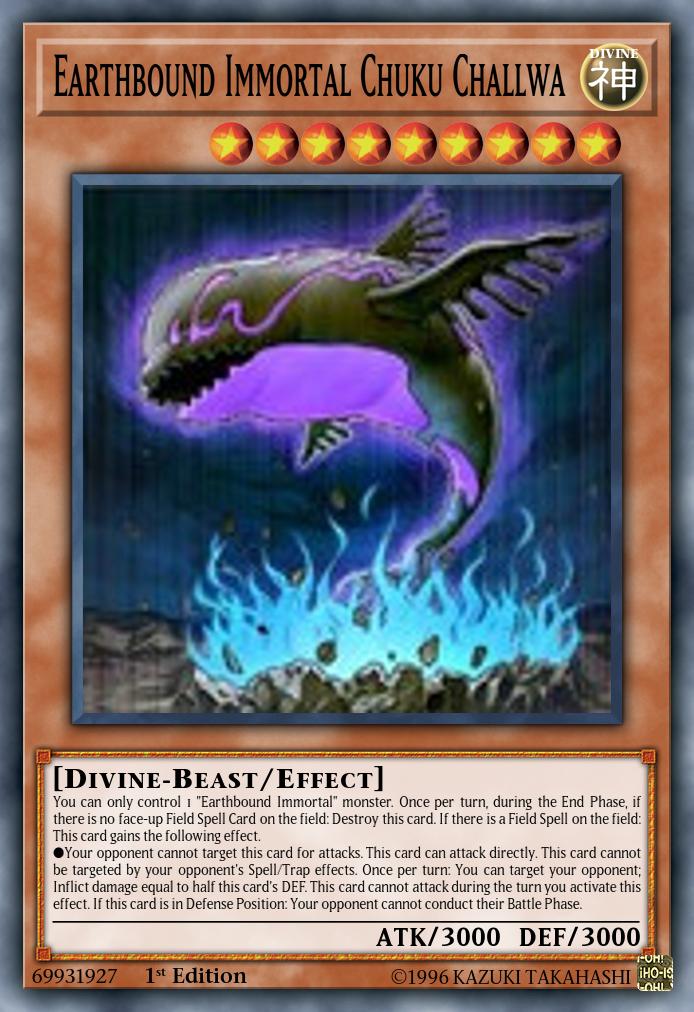 EARTHBOUND IMMORTAL CHUKU CHALLWA
DIVINE
神
[DIVINE-BEAST/EFFECT]
You can only control 1 "Earthbound Immortal" monster. Once per turn, during the End Phase, if
there is no face-up Field Spell Card on the field: Destroy this card. If there is a Field Spell on the field:
This card gains the following effect.
●Your opponent cannot target this card for attacks. This card can attack directly. This card cannot
be targeted by your opponent's Spell/Trap effects. Once per turn: You can target your opponent;
Inflict damage equal to half this card's DEF. This card cannot attack during the turn you activate this
effect. If this card is in Defense Position: Your opponent cannot conduct their Battle Phase.
ATK/3000 DEF/3000
69931927 1st Edition ©1996 KAZUKI TAKAHASHI